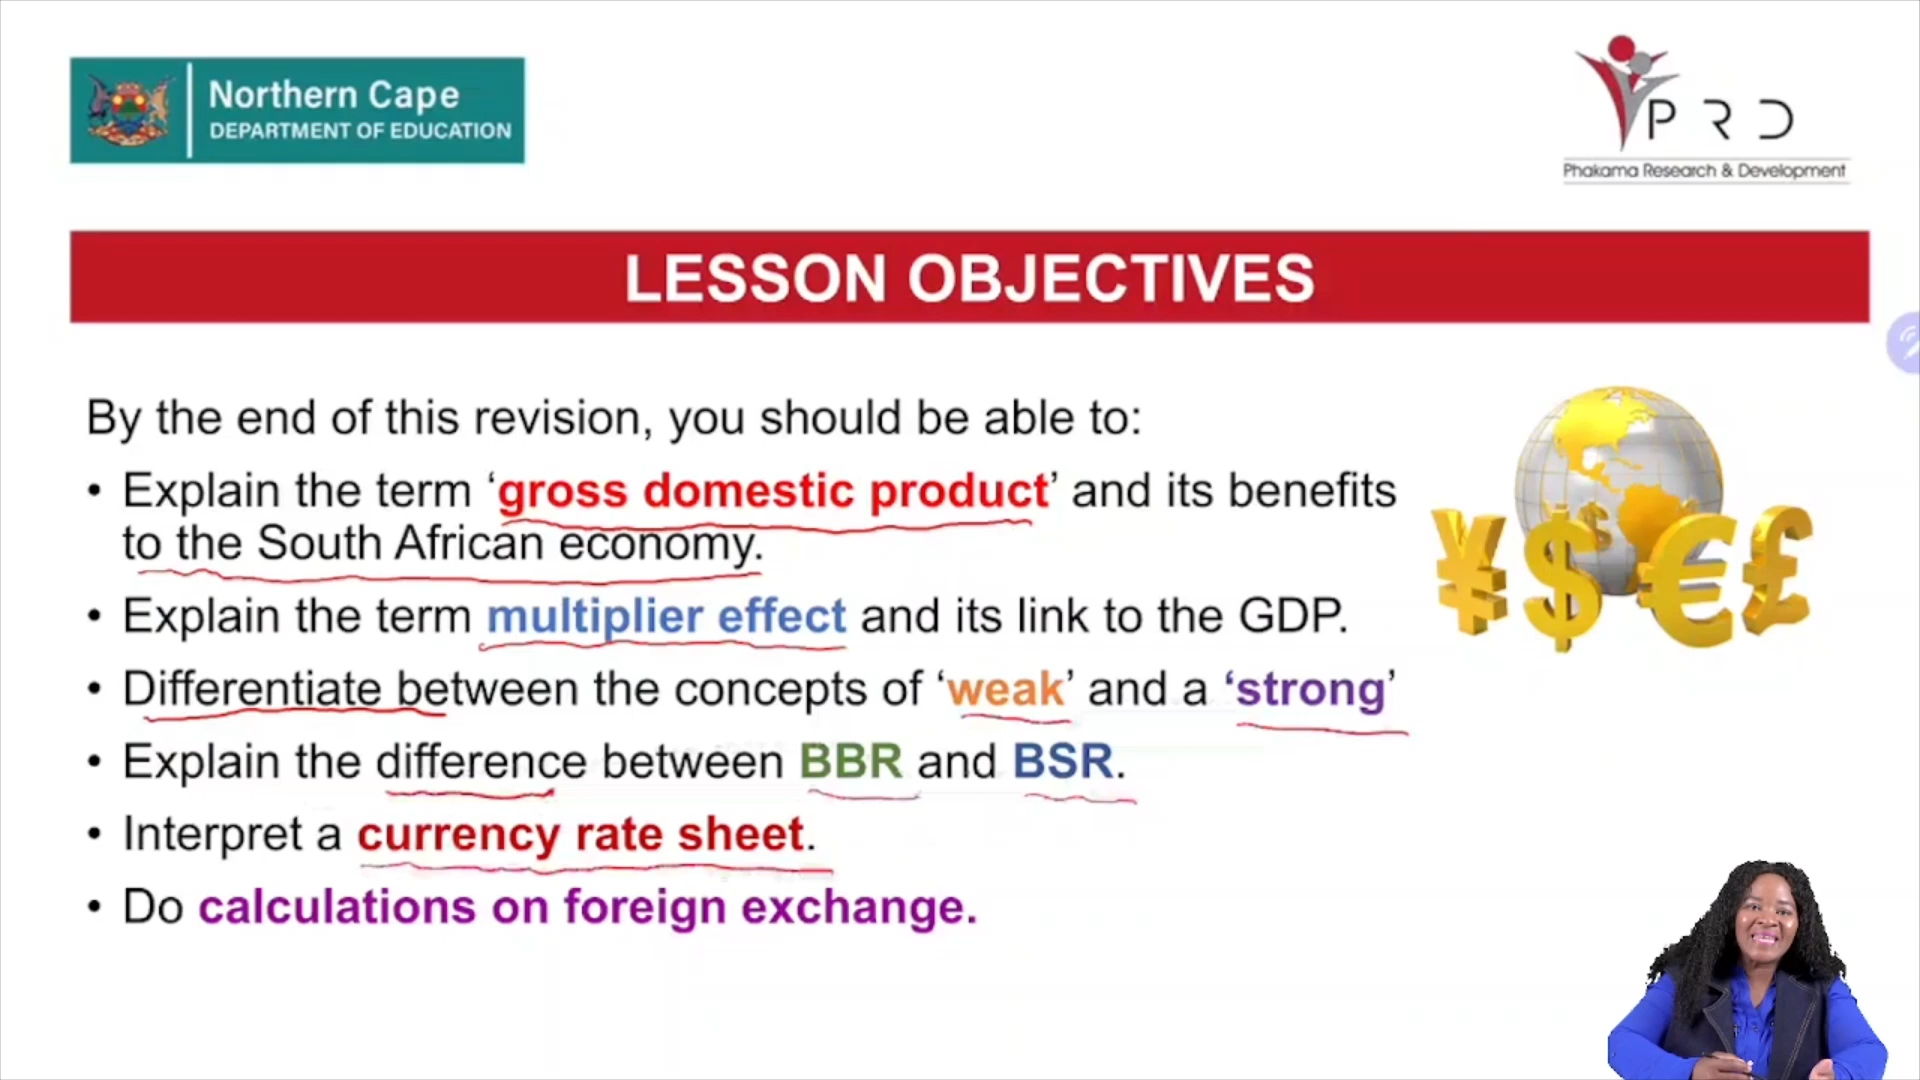 Northern Cape
DEPARTMENT OF EDUCATION
PRD
Phakama Research & Development
LESSON OBJECTIVES
By the end of this revision, you should be able to:
• Explain the term ‘gross domestic product’ and its benefits
to the South African economy.
• Explain the term multiplier effect and its link to the GDP.
• Differentiate between the concepts of ‘weak’ and a ‘strong’
• Explain the difference between BBR and BSR.
• Interpret a currency rate sheet.
• Do calculations on foreign exchange.
¥ $ € £